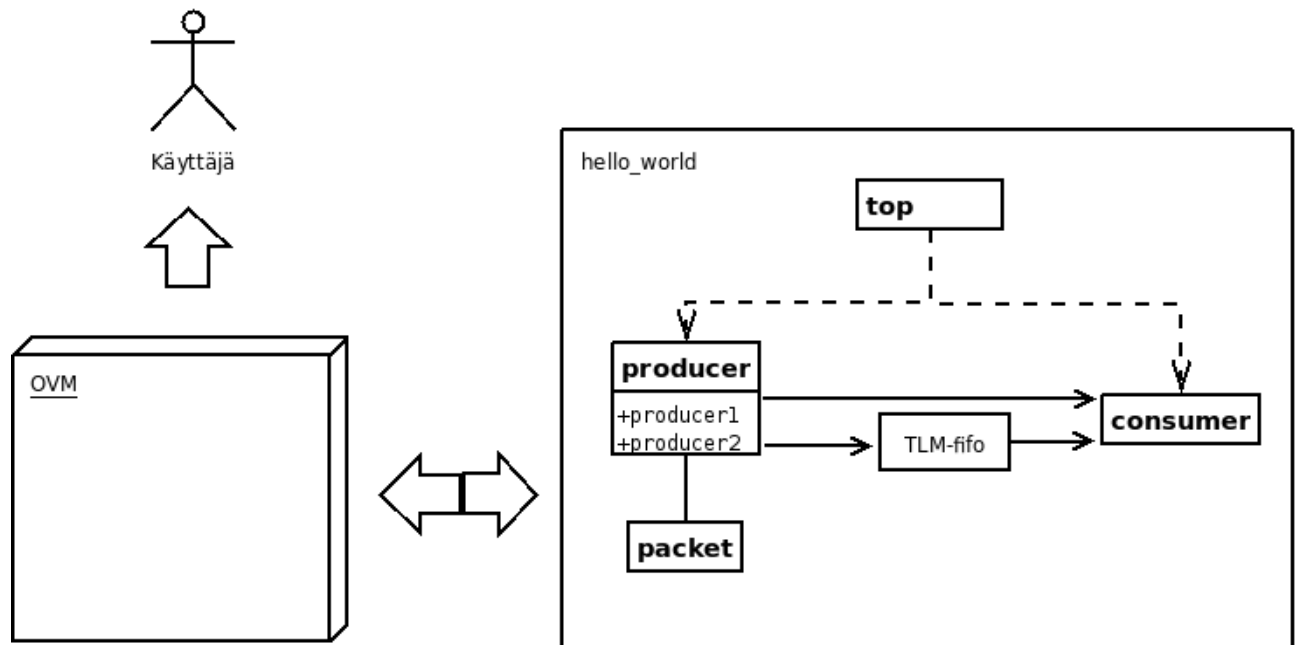 Käyttäjä
hello_world
top
OVM
producer
+producer1
+producer2
consumer
TLM-fifo
packet